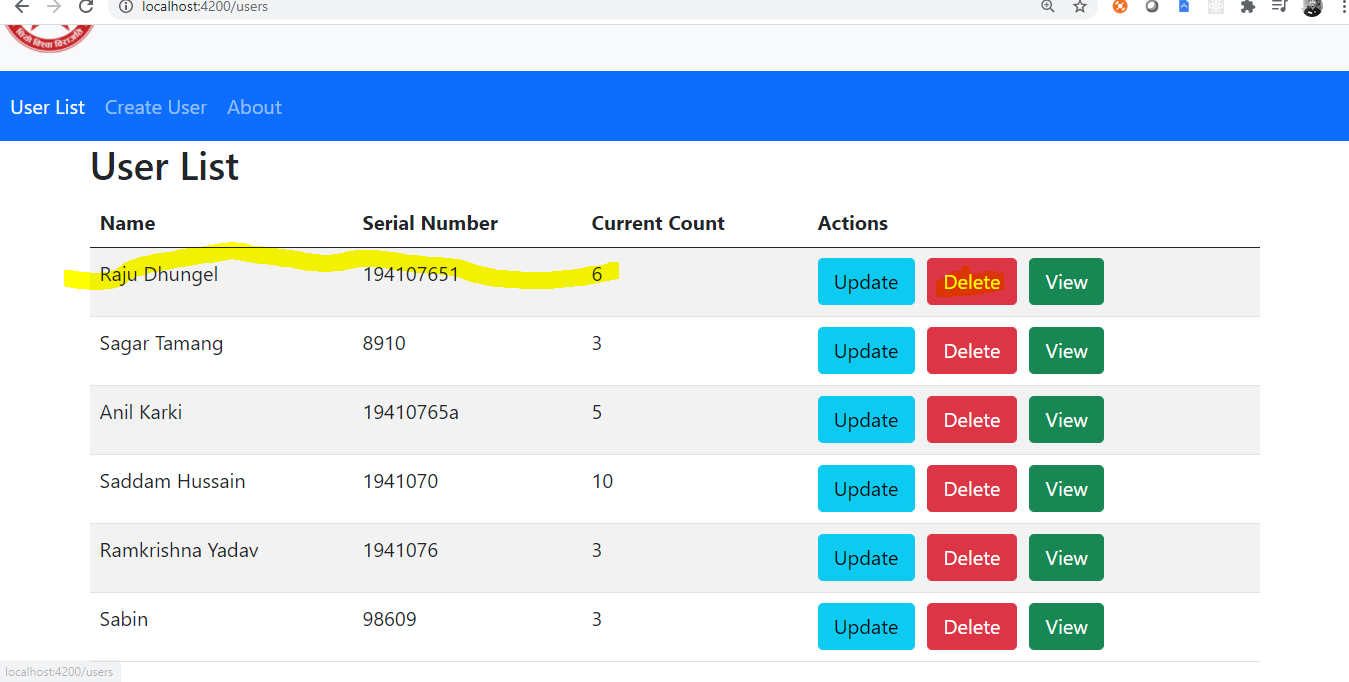 localhost:4200/users
User List Create User About
User List
Name Serial Number Current Count Actions
Raju Dhungel 194107651 6 Update Delete View
Sagar Tamang 8910 3 Update Delete View
Anil Karki 19410765a 5 Update Delete View
Saddam Hussain 1941070 10 Update Delete View
Ramkrishna Yadav 1941076 3 Update Delete View
Sabin 98609 3 Update Delete View
localhost:4200/users